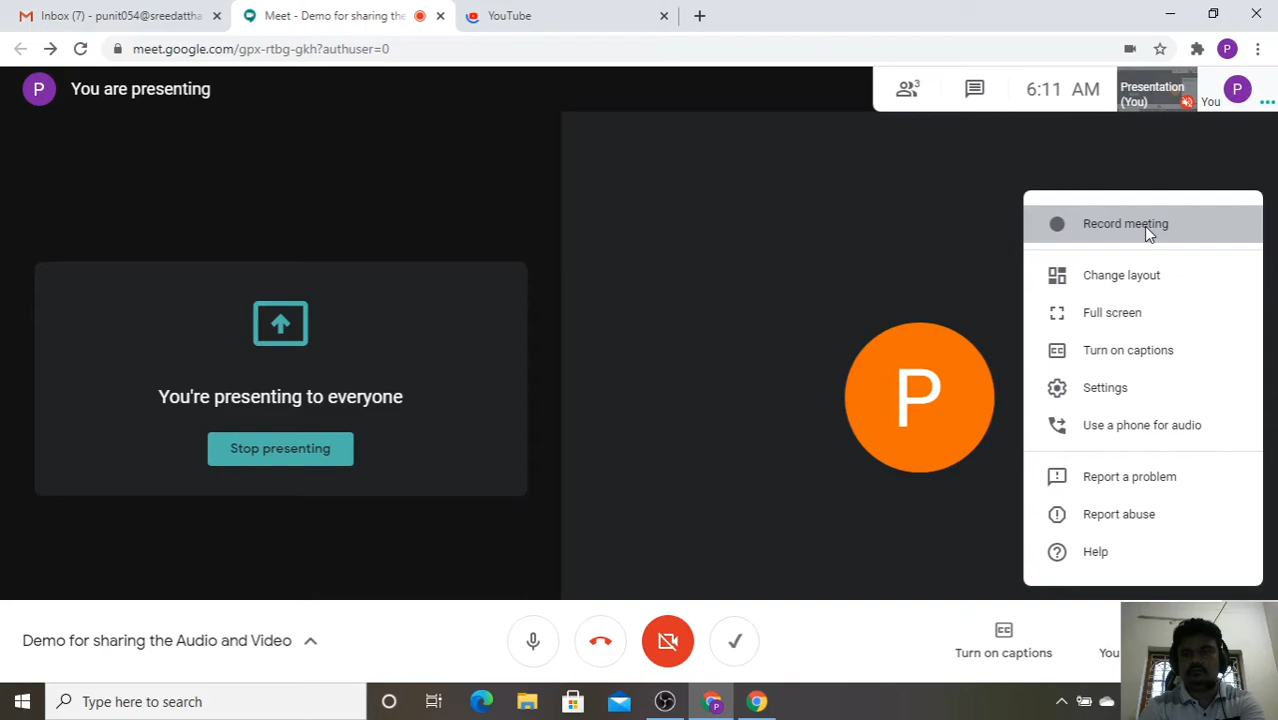 Inbox (7) - punit054@sreedattha
Meet - Demo for sharing the
YouTube
meet.google.com/gpx-rtbg-gkh?authuser=0
P
P
You are presenting
3
6:11 AM
Presentation
(You)
You
P
Record meeting
Change layout
Full screen
CC Turn on captions
Settings
Use a phone for audio
Report a problem
Report abuse
Help
You're presenting to everyone
Stop presenting
P
Demo for sharing the Audio and Video
CC
Turn on captions
You
Type here to search
P